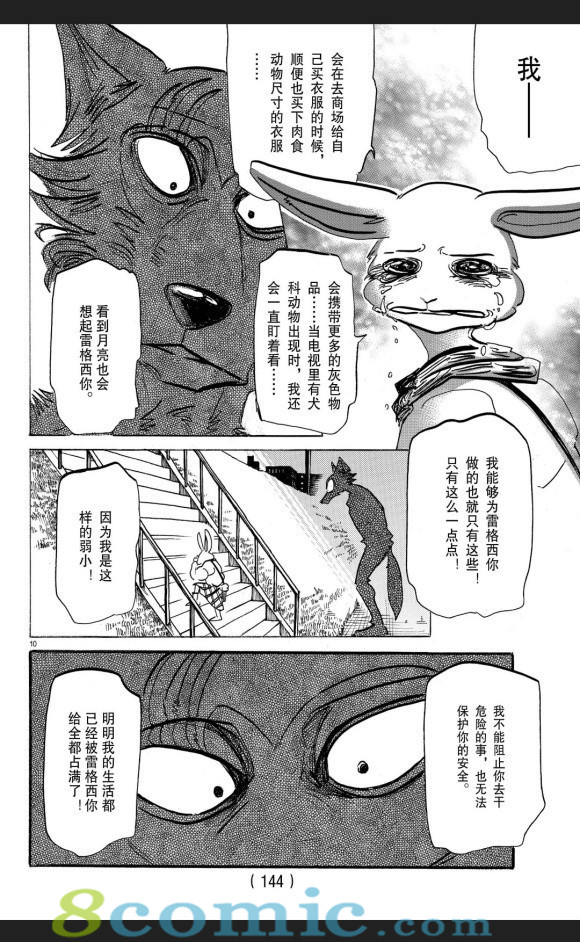 我——
会在去商场给自
己买衣服的时候，
顺便也买下肉食
动物尺寸的衣服
……
会携带更多的灰色物
品……当电视里有犬
科动物出现时，我还
会一直盯着看……
看到月亮也会
想起雷格西你。
我能够为雷格西你
做的也就只有这些！
只有这么一点点！
因为我是这
样的弱小！
10
我不能阻止你去干
危险的事，也无法
保护你的安全。
明明我的生活都
已经被雷格西你
给全都占满了！
(144)
8comic.com